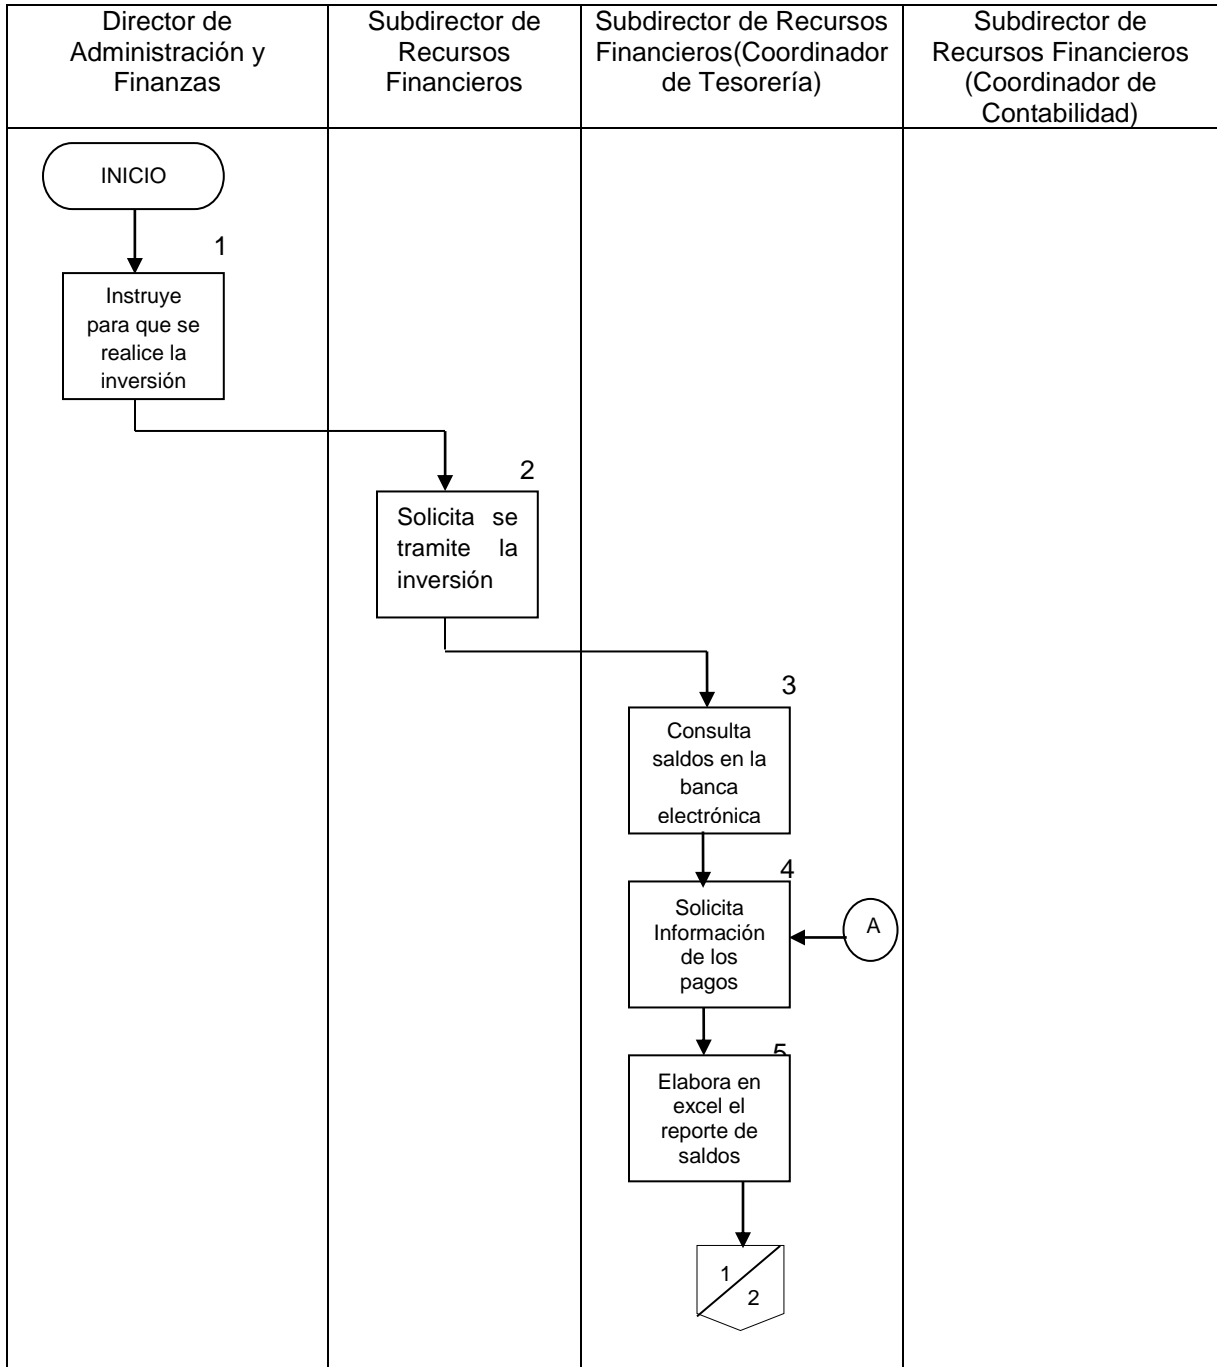 Director de
Administración y
Finanzas
Subdirector de
Recursos
Financieros
Subdirector de Recursos
Financieros(Coordinador
de Tesorería)
Subdirector de
Recursos Financieros
(Coordinador de
Contabilidad)
INICIO
1
Instruye
para que se
realice la
inversión
2
Solicita se
tramite la
inversión
3
Consulta
saldos en la
banca
electrónica
4
Solicita
Información
de los
pagos
A
5
Elabora en
excel el
reporte de
saldos
1
2